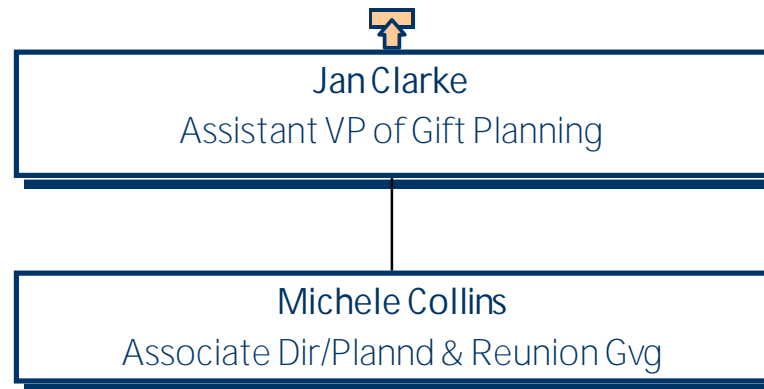 Jan Clarke
Assistant VP of Gift Planning
Michele Collins
Associate Dir/Plannd & Reunion Gvg